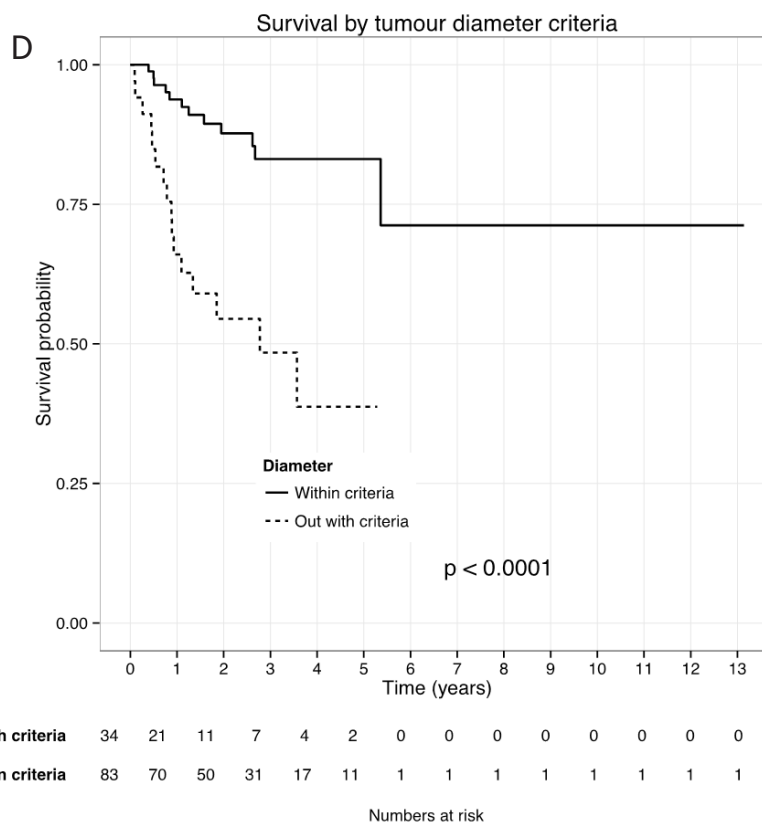 D
Survival by tumour diameter criteria
1.00
0.75
0.50
0.25
0.00
Survival probability
Diameter
Within criteria
Out with criteria
p < 0.0001
0 1 2 3 4 5 6 7 8 9 10 11 12 13
Time (years)
criteria 34 21 11 7 4 2 0 0 0 0 0 0 0 0
criteria 83 70 50 31 17 11 1 1 1 1 1 1 1 1
Numbers at risk